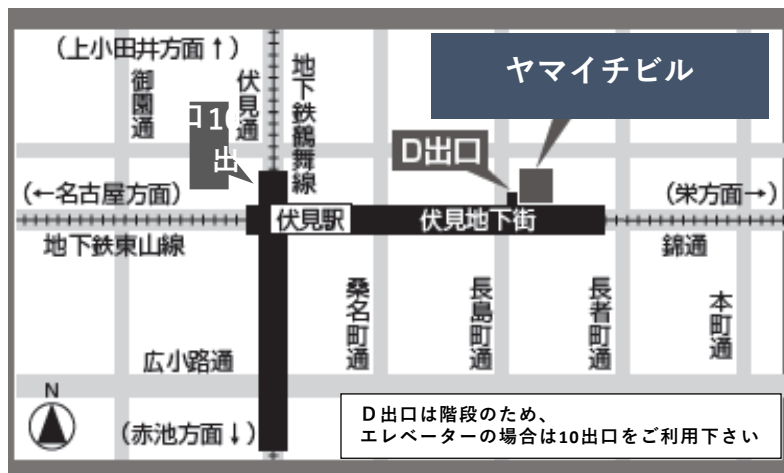 (上小田井方面↑)
御園通
伏見通
地下鉄鶴舞線
ヤマイチビル
10
出
口
D出口
(←名古屋方面)
(栄方面→)
伏見駅
伏見地下街
地下鉄東山線
錦通
桑名町通
長島町通
長者町通
本町通
広小路通
N
(赤池方面↓)
D出口は階段のため、
エレベーターの場合は10出口をご利用下さい